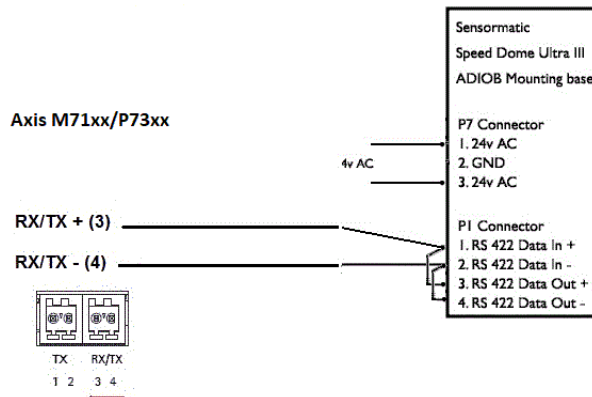 Sensormatic
Speed Dome Ultra III
ADIOB Mounting base
Axis M71xx/P73xx
P7 Connector
1. 24v AC
4v AC
2. GND
3. 24v AC
RX/TX + (3)
P1 Connector
1. RS 422 Data In +
RX/TX - (4)
2. RS 422 Data In -
3. RS 422 Data Out +
4. RS 422 Data Out -
TX RX/TX
1 2 3 4